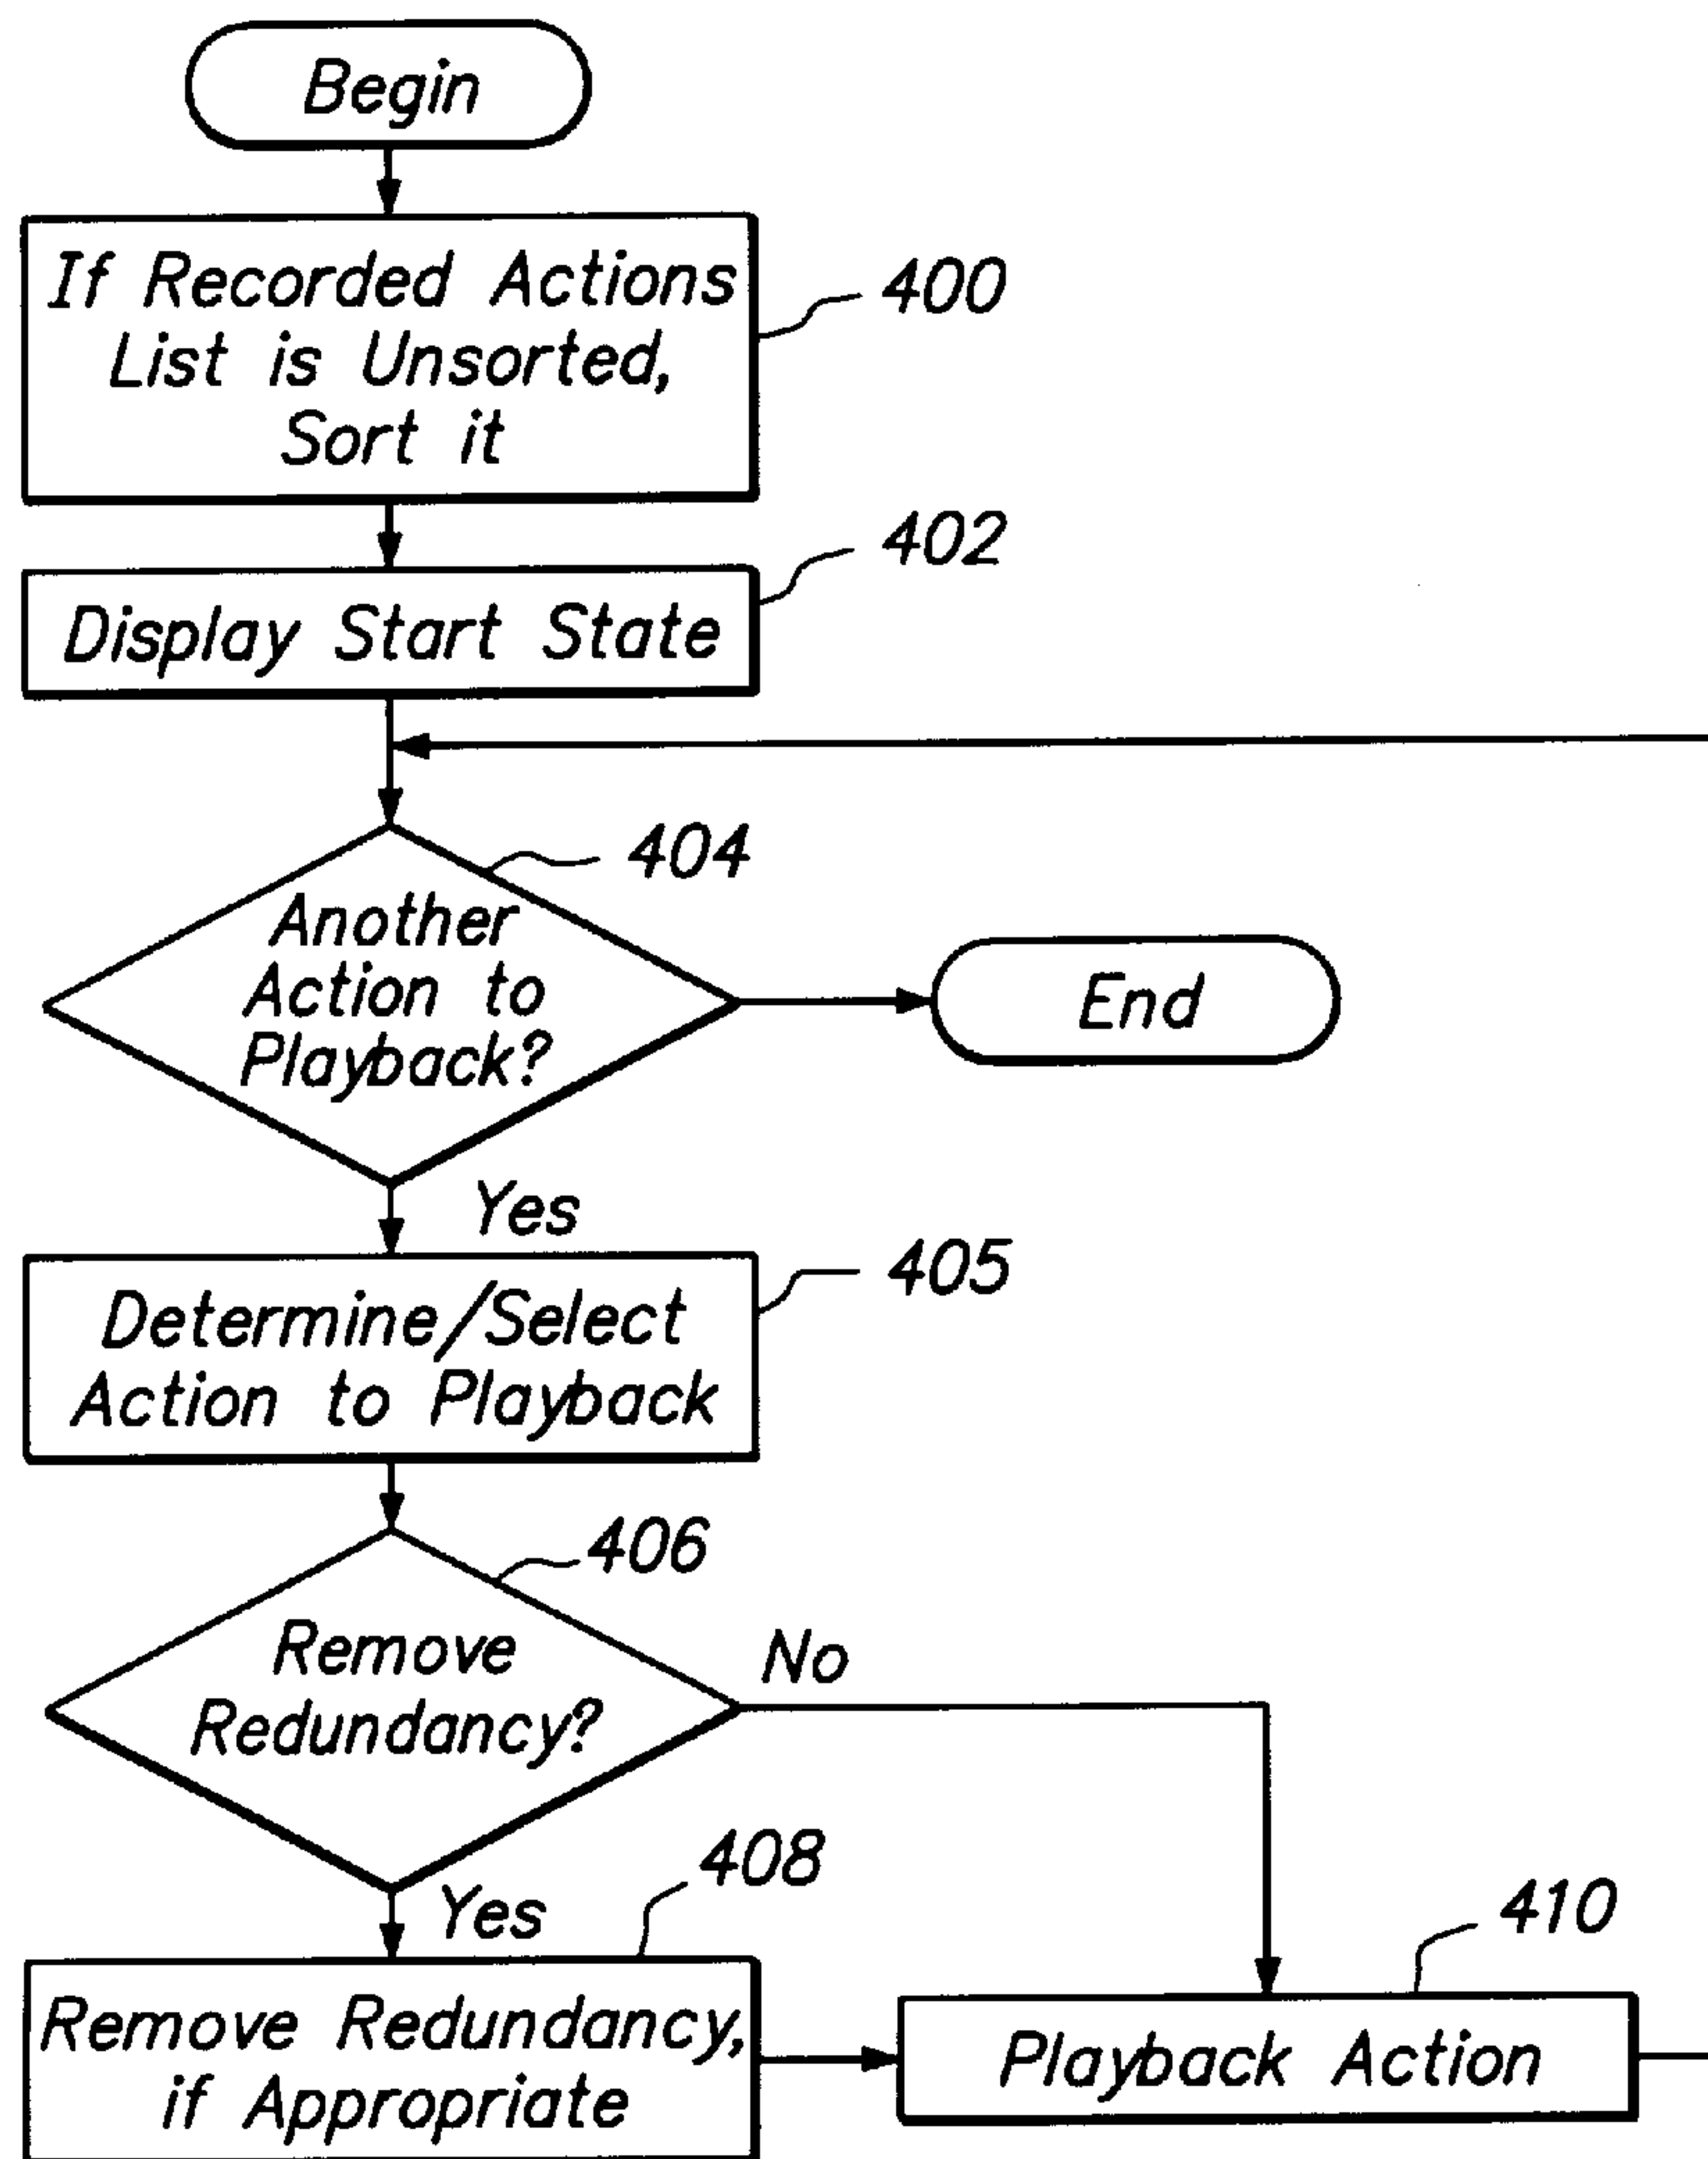 Begin
If Recorded Actions
List is Unsorted,
Sort it
400
Display Start State
402
Another
Action to
Playback?
404
End
Yes
Determine/Select
Action to Playback
405
Remove
Redundancy?
406
No
Yes
Remove Redundancy,
if Appropriate
408
Playback Action
410